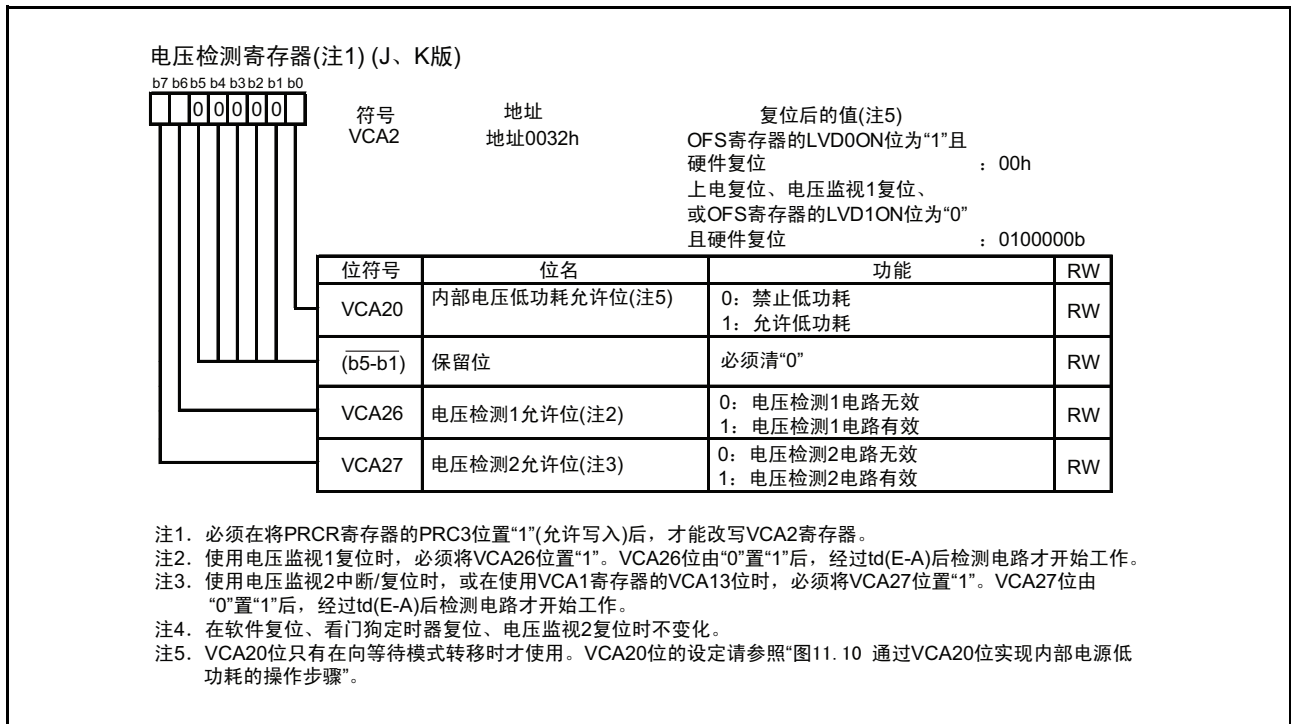 电压检测寄存器(注1) (J、K版)
b7 b6 b5 b4 b3 b2 b1 b0
0 0 0 0 0
符号 地址 复位后的值(注5)
VCA2 地址0032h OFS寄存器的LVD0ON位为“1”且
硬件复位 ：00h
上电复位、电压监视1复位、
或OFS寄存器的LVD1ON位为“0”
且硬件复位 ：0100000b
位符号 位名 功能 RW
VCA20 内部电压低功耗允许位(注5) 0：禁止低功耗 RW
1：允许低功耗
(b5-b1) 保留位 必须清“0” RW
VCA26 电压检测1允许位(注2) 0：电压检测1电路无效 RW
1：电压检测1电路有效
VCA27 电压检测2允许位(注3) 0：电压检测2电路无效 RW
1：电压检测2电路有效
注1．必须在将PRCR寄存器的PRC3位置“1”(允许写入)后，才能改写VCA2寄存器。
注2．使用电压监视1复位时，必须将VCA26位置“1”。VCA26位由“0”置“1”后，经过td(E-A)后检测电路才开始工作。
注3．使用电压监视2中断/复位时，或在使用VCA1寄存器的VCA13位时，必须将VCA27位置“1”。VCA27位由
“0”置“1”后，经过td(E-A)后检测电路才开始工作。
注4．在软件复位、看门狗定时器复位、电压监视2复位时不变化。
注5．VCA20位只有在向等待模式转移时才使用。VCA20位的设定请参照“图11.10 通过VCA20位实现内部电源低
功耗的操作步骤”。